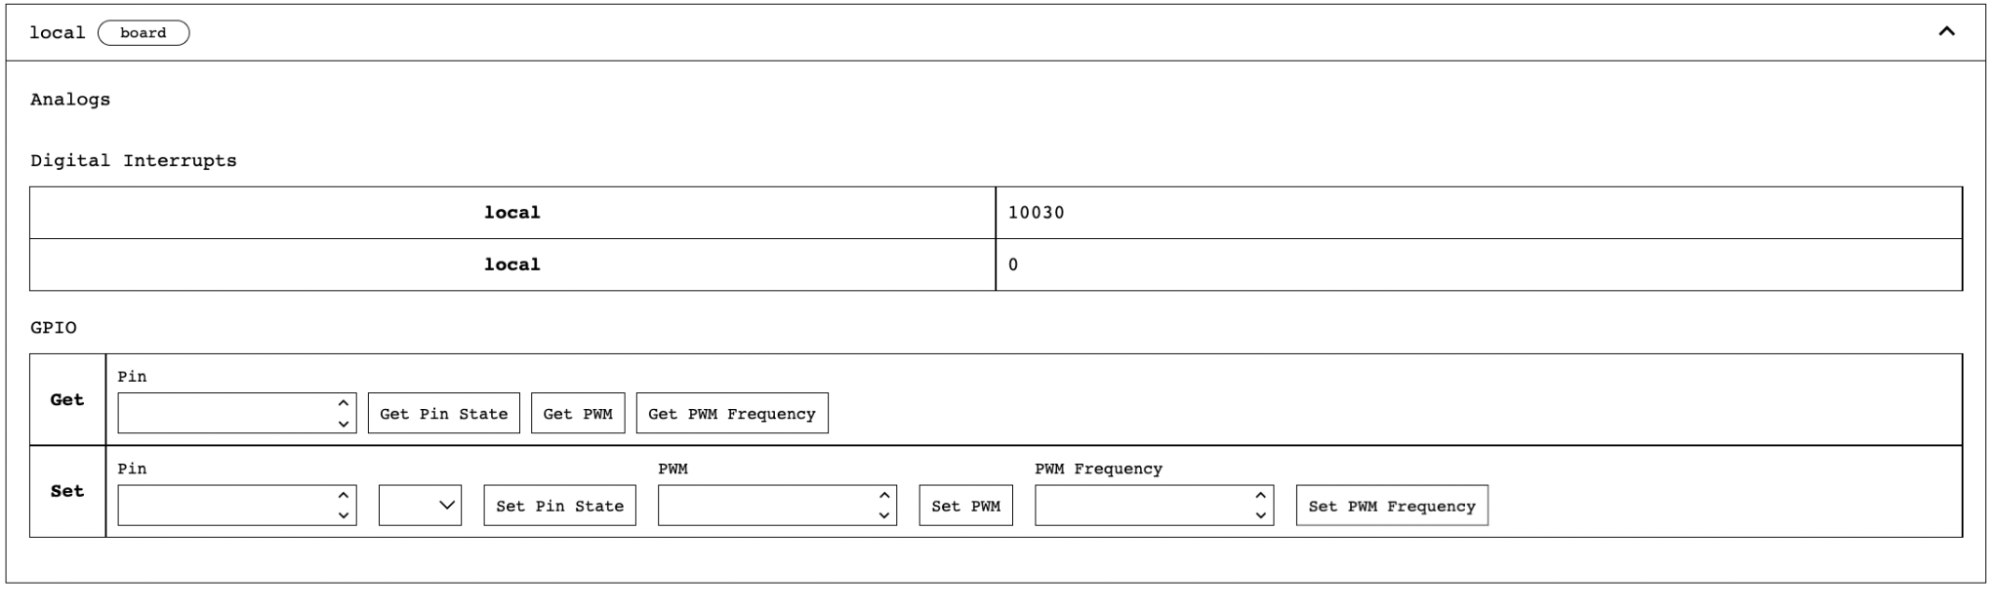 local board
Analogs
Digital Interrupts
local 10030
local 0
GPIO
Pin
Get Get Pin State Get PWM Get PWM Frequency
Pin PWM PWM Frequency
Set Set Pin State Set PWM Set PWM Frequency